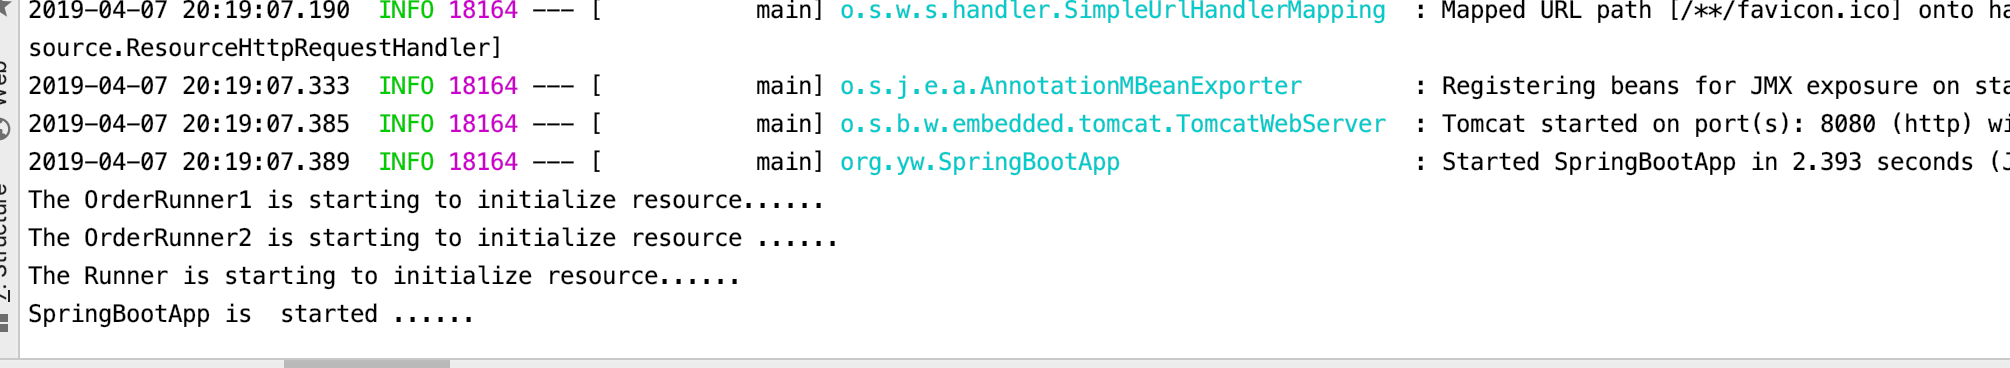 2019-04-07 20:19:07.190  INFO 18164 --- [           main] o.s.w.s.handler.SimpleUrlHandlerMapping  : Mapped URL path [/**/favicon.ico] onto
source.ResourceHttpRequestHandler]
2019-04-07 20:19:07.333  INFO 18164 --- [           main] o.s.j.e.a.AnnotationMBeanExporter        : Registering beans for JMX exposure on
2019-04-07 20:19:07.385  INFO 18164 --- [           main] o.s.b.w.embedded.tomcat.TomcatWebServer  : Tomcat started on port(s): 8080 (http)
2019-04-07 20:19:07.389  INFO 18164 --- [           main] org.yw.SpringBootApp                     : Started SpringBootApp in 2.393 seconds
The OrderRunner1 is starting to initialize resource......
The OrderRunner2 is starting to initialize resource ......
The Runner is starting to initialize resource......
SpringBootApp is  started ......
Web
7: Structure